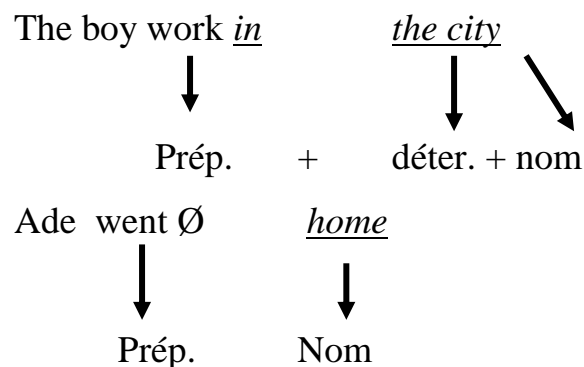 The boy work in the city
Prép. + déter. + nom
Ade went Ø home
Prép. Nom